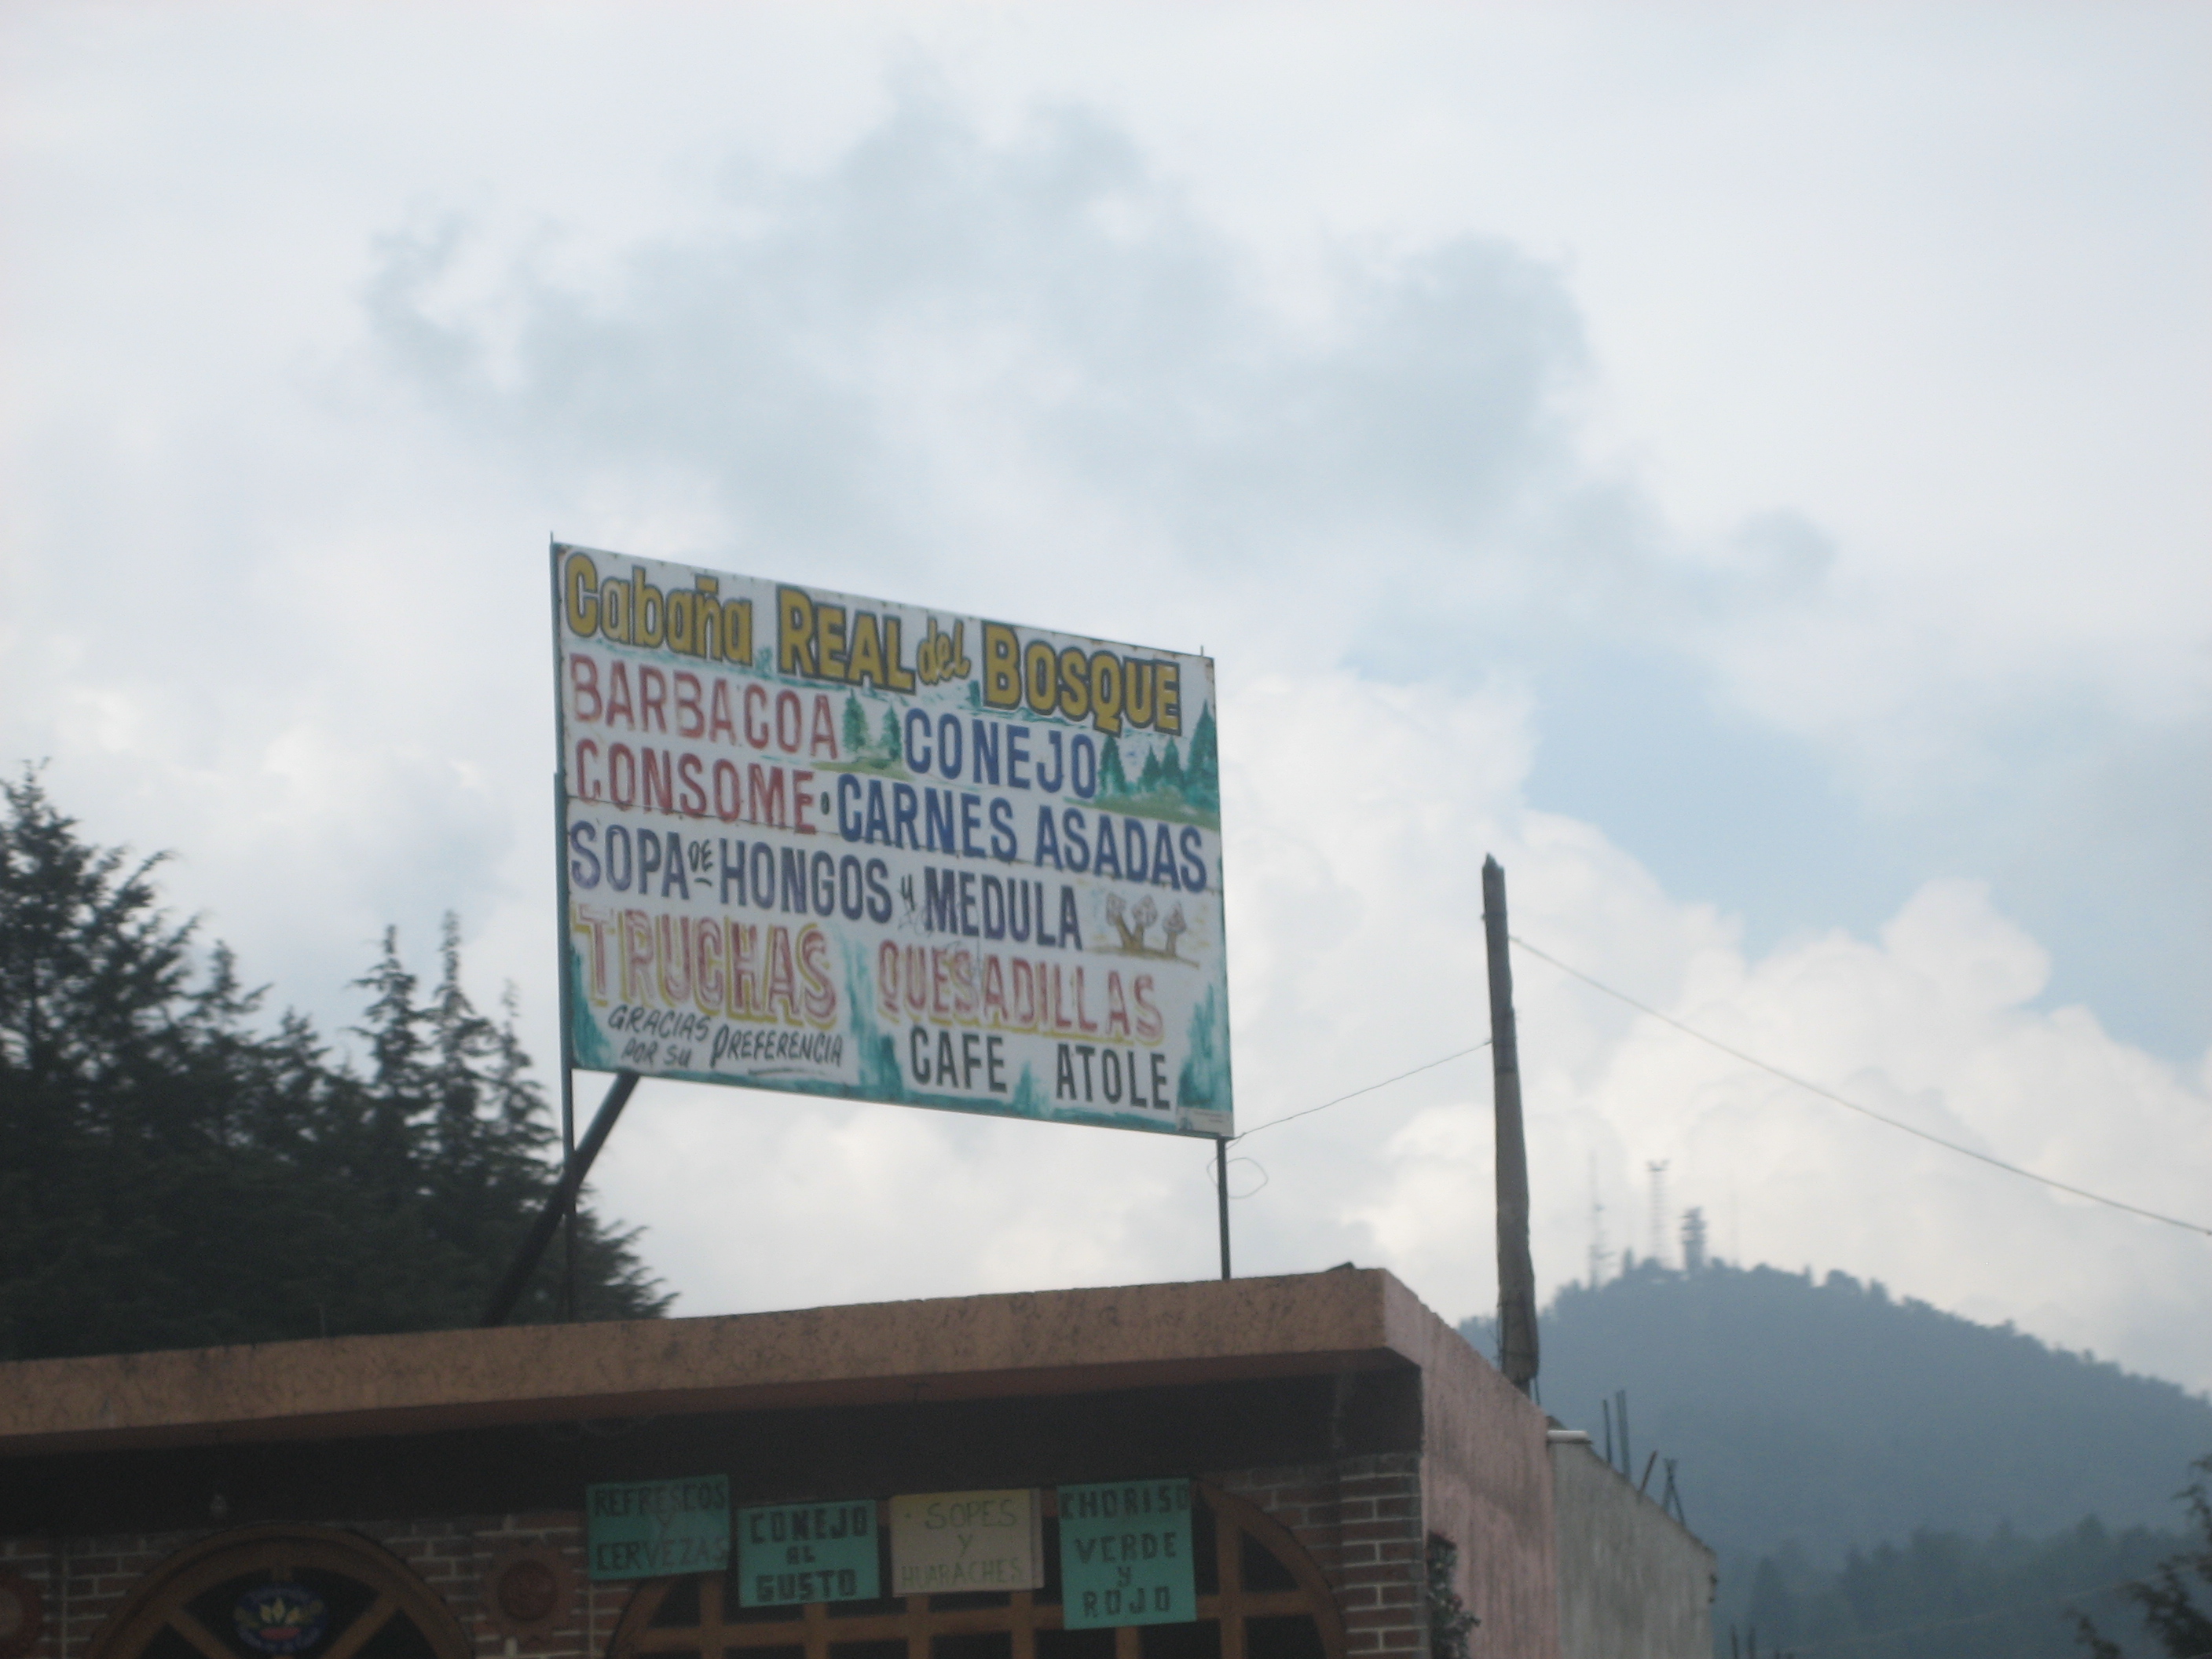 Cabaña REAL del BOSQUE
BARBACOA CONEJO
CONSOME • CARNES ASADAS
SOPA DE HONGOS y MEDULA
TRUCHAS QUESADILLAS
GRACIAS POR SU PREFERENCIA
CAFE ATOLE
REFRESCOS
Y
CERVEZAS
CONEJO
AL
GUSTO
SOPES
Y
HUARACHES
CHORISO
VERDE
Y
ROJO